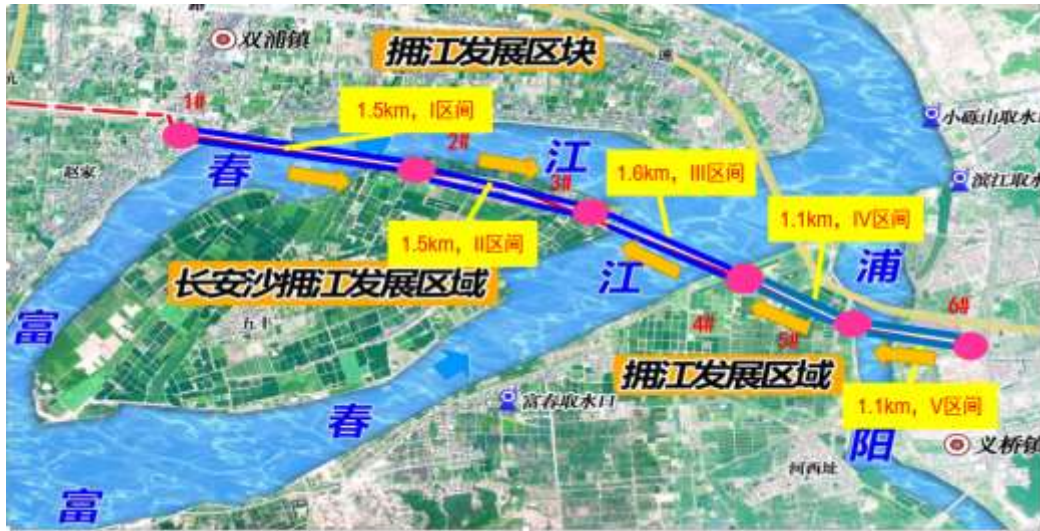 双浦镇
拥江发展区块
1#
1.5km，I区间
小砾山取水口
2#
江
春
赵家
1.6km，III区间
3#
滨江取水
1.1km，IV区间
1.5km，II区间
浦
江
长安沙拥江发展区域
6#
富
五丰
4#
5#
拥江发展区域
春
富春取水口
1.1km，V区间
阳
义桥镇
河西址
富